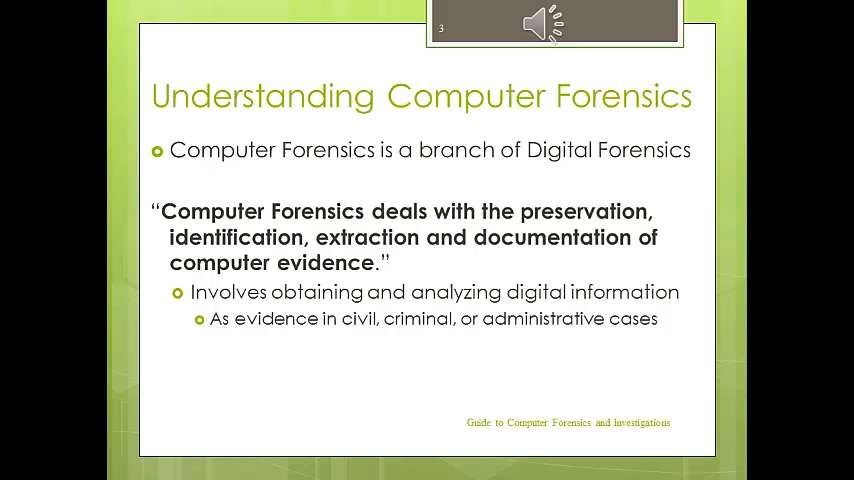 3
Understanding Computer Forensics
Computer Forensics is a branch of Digital Forensics
“Computer Forensics deals with the preservation,
identification, extraction and documentation of
computer evidence.”
Involves obtaining and analyzing digital information
As evidence in civil, criminal, or administrative cases
Guide to Computer Forensics and Investigations